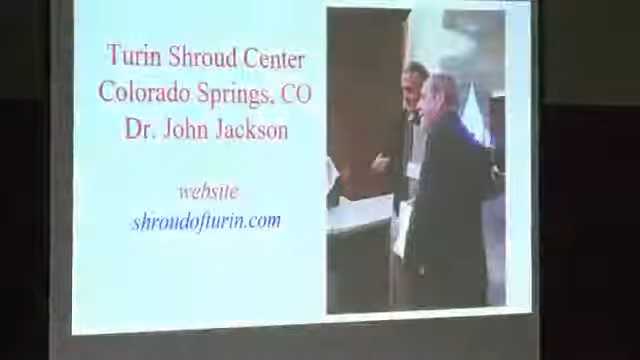 Turin Shroud Center
Colorado Springs, CO
Dr. John Jackson
website
shroudofturin.com